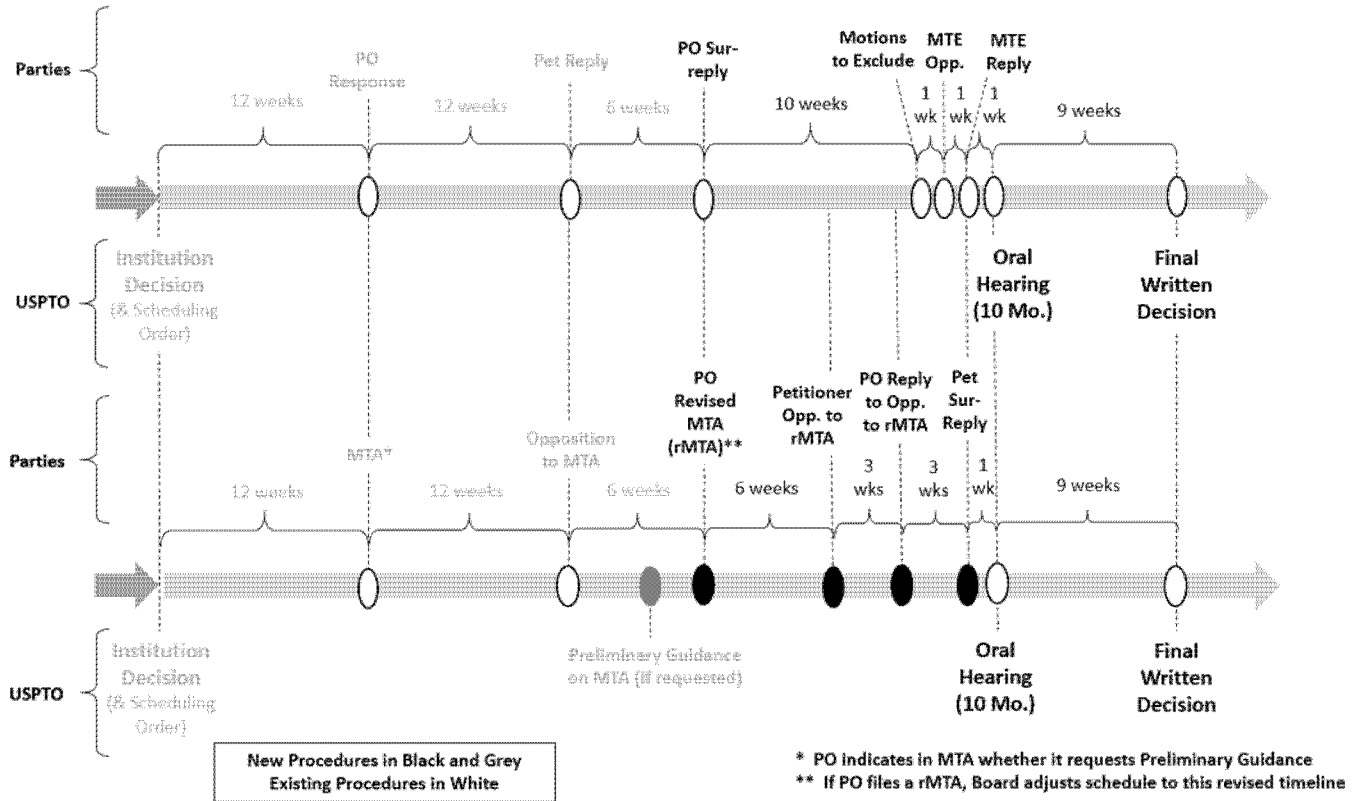 Parties
PO
Response
Pet Reply
PO Sur-
reply
Motions
to Exclude
MTE
Opp.
MTE
Reply
12 weeks
12 weeks
6 weeks
10 weeks
1
wk
1
wk
1
wk
9 weeks
USPTO
Institution
Decision
(& Scheduling
Order)
Oral
Hearing
(10 Mo.)
Final
Written
Decision
Parties
MTA*
Opposition
to MTA
PO
Revised
MTA
(rMTA)**
Petitioner
Opp. to
rMTA
PO Reply
to Opp.
to rMTA
Pet
Sur-
Reply
12 weeks
12 weeks
6 weeks
6 weeks
3
wks
3
wks
1
wk
9 weeks
USPTO
Institution
Decision
(& Scheduling
Order)
Preliminary Guidance
on MTA (if requested)
Oral
Hearing
(10 Mo.)
Final
Written
Decision
New Procedures in Black and Grey
Existing Procedures in White
* PO indicates in MTA whether it requests Preliminary Guidance
** If PO files a rMTA, Board adjusts schedule to this revised timeline